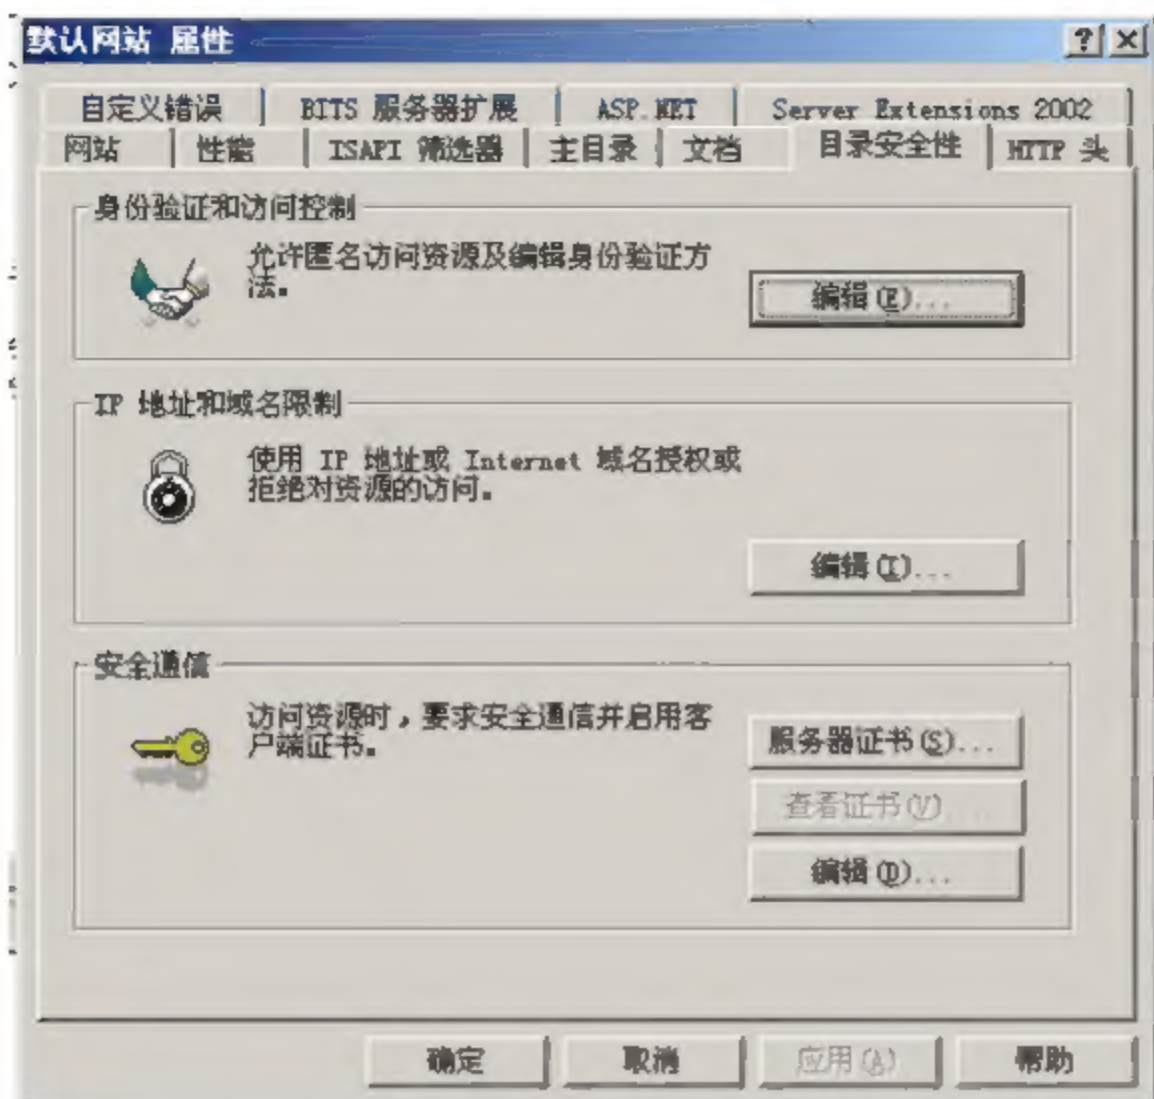 默认网站 属性
自定义错误 BITS 服务器扩展 ASP.NET Server Extensions 2002
网站 性能 ISAPI 筛选器 主目录 文档 目录安全性 HTTP 头
身份验证和访问控制
允许匿名访问资源及编辑身份验证方
法。
编辑(E)...
IP 地址和域名限制
使用 IP 地址或 Internet 域名授权或
拒绝对资源的访问。
编辑(I)...
安全通信
访问资源时，要求安全通信并启用客
户端证书。
服务器证书(S)...
查看证书(V)...
编辑(D)...
确定 取消 应用(A) 帮助